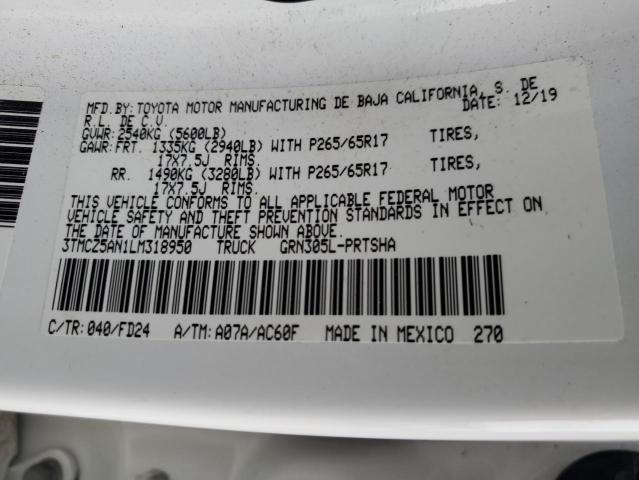 MFD.BY: TOYOTA MOTOR MANUFACTURING DE BAJA CALIFORNIA, S. DE
R.L. DE C.V. DATE: 12/19
GVWR: 2540KG (5600LB)
GAWR: FRT. 1335KG (2940LB) WITH P265/65R17 TIRES,
17X7.5J RIMS.
RR. 1490KG (3280LB) WITH P265/65R17 TIRES,
17X7.5J RIMS.
THIS VEHICLE CONFORMS TO ALL APPLICABLE FEDERAL MOTOR
VEHICLE SAFETY AND THEFT PREVENTION STANDARDS IN EFFECT ON
THE DATE OF MANUFACTURE SHOWN ABOVE.
3TMCZ5AN1LM318950 TRUCK GRN305L-PRTSHA
C/TR: 040/FD24 A/TM: A07A/AC60F MADE IN MEXICO 270